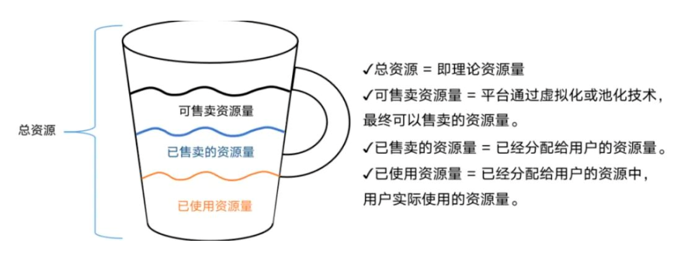 总资源
可售卖资源量
已售卖的资源量
已使用资源量
✓总资源 = 即理论资源量
✓可售卖资源量 = 平台通过虚拟化或池化技术，
最终可以售卖的资源量。
✓已售卖的资源量 = 已经分配给用户的资源量。
✓已使用资源量 = 已经分配给用户的资源中，
用户实际使用的资源量。